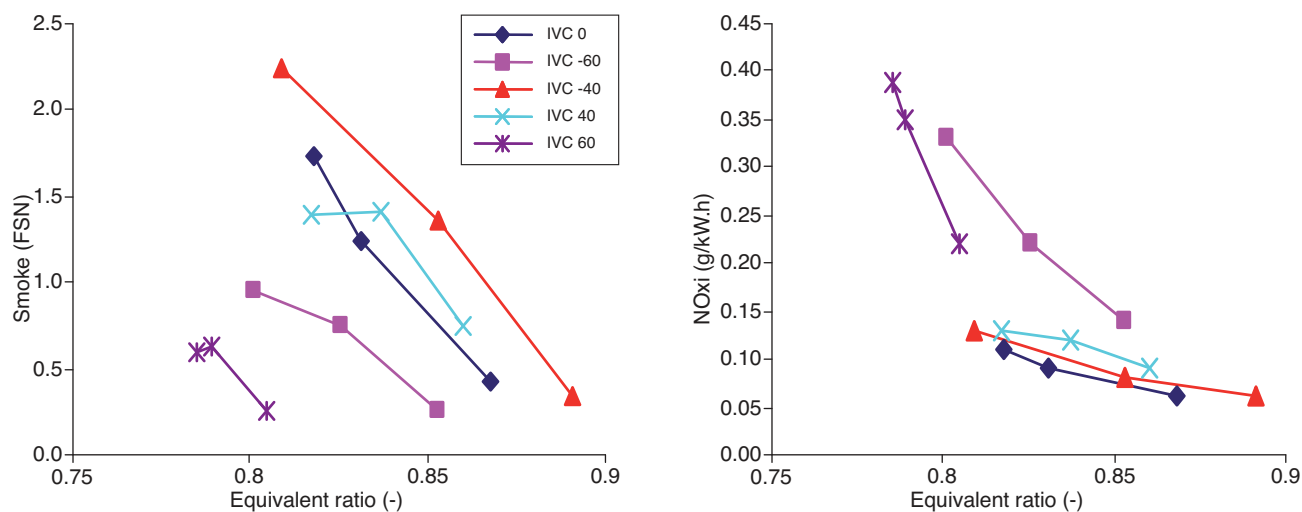 2.5
2.0
1.5
1.0
0.5
0.0
Smoke (FSN)
0.75
0.8
0.85
0.9
Equivalent ratio (-)
IVC 0
IVC -60
IVC -40
IVC 40
IVC 60
0.45
0.40
0.35
0.30
0.25
0.20
0.15
0.10
0.05
0.00
NOxi (g/kW.h)
0.75
0.8
0.85
0.9
Equivalent ratio (-)